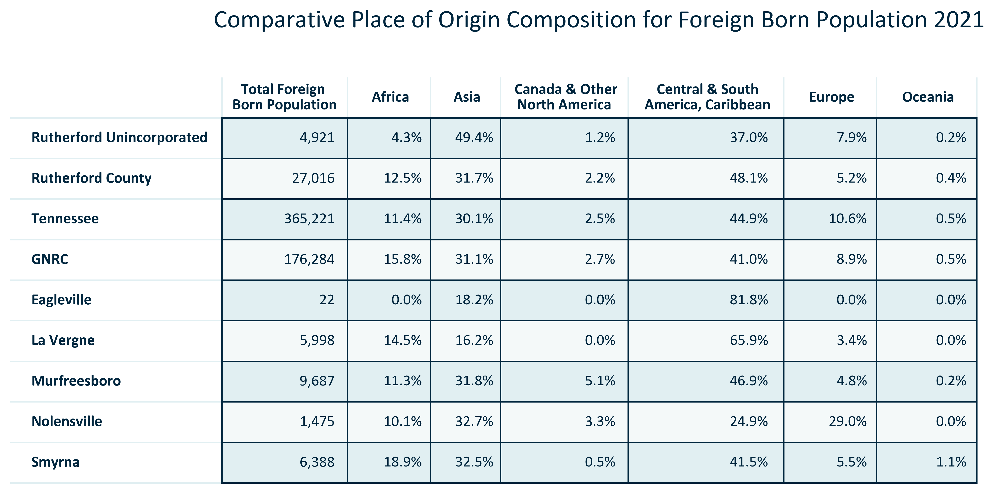 Comparative Place of Origin Composition for Foreign Born Population 2021
Total Foreign Born Population Africa Asia Canada & Other North America Central & South America, Caribbean Europe Oceania
Rutherford Unincorporated 4,921 4.3% 49.4% 1.2% 37.0% 7.9% 0.2%
Rutherford County 27,016 12.5% 31.7% 2.2% 48.1% 5.2% 0.4%
Tennessee 365,221 11.4% 30.1% 2.5% 44.9% 10.6% 0.5%
GNRC 176,284 15.8% 31.1% 2.7% 41.0% 8.9% 0.5%
Eagleville 22 0.0% 18.2% 0.0% 81.8% 0.0% 0.0%
La Vergne 5,998 14.5% 16.2% 0.0% 65.9% 3.4% 0.0%
Murfreesboro 9,687 11.3% 31.8% 5.1% 46.9% 4.8% 0.2%
Nolensville 1,475 10.1% 32.7% 3.3% 24.9% 29.0% 0.0%
Smyrna 6,388 18.9% 32.5% 0.5% 41.5% 5.5% 1.1%